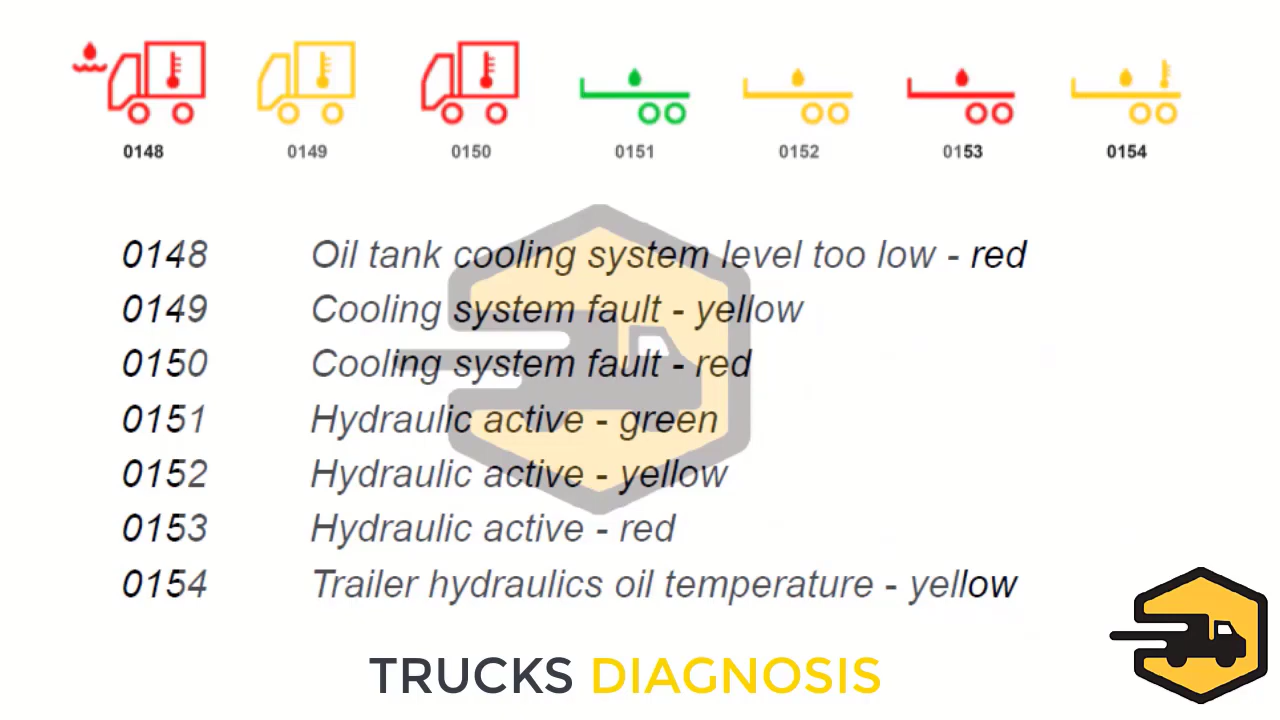 0148 0149 0150 0151 0152 0153 0154
0148 Oil tank cooling system level too low - red
0149 Cooling system fault - yellow
0150 Cooling system fault - red
0151 Hydraulic active - green
0152 Hydraulic active - yellow
0153 Hydraulic active - red
0154 Trailer hydraulics oil temperature - yellow
TRUCKS DIAGNOSIS